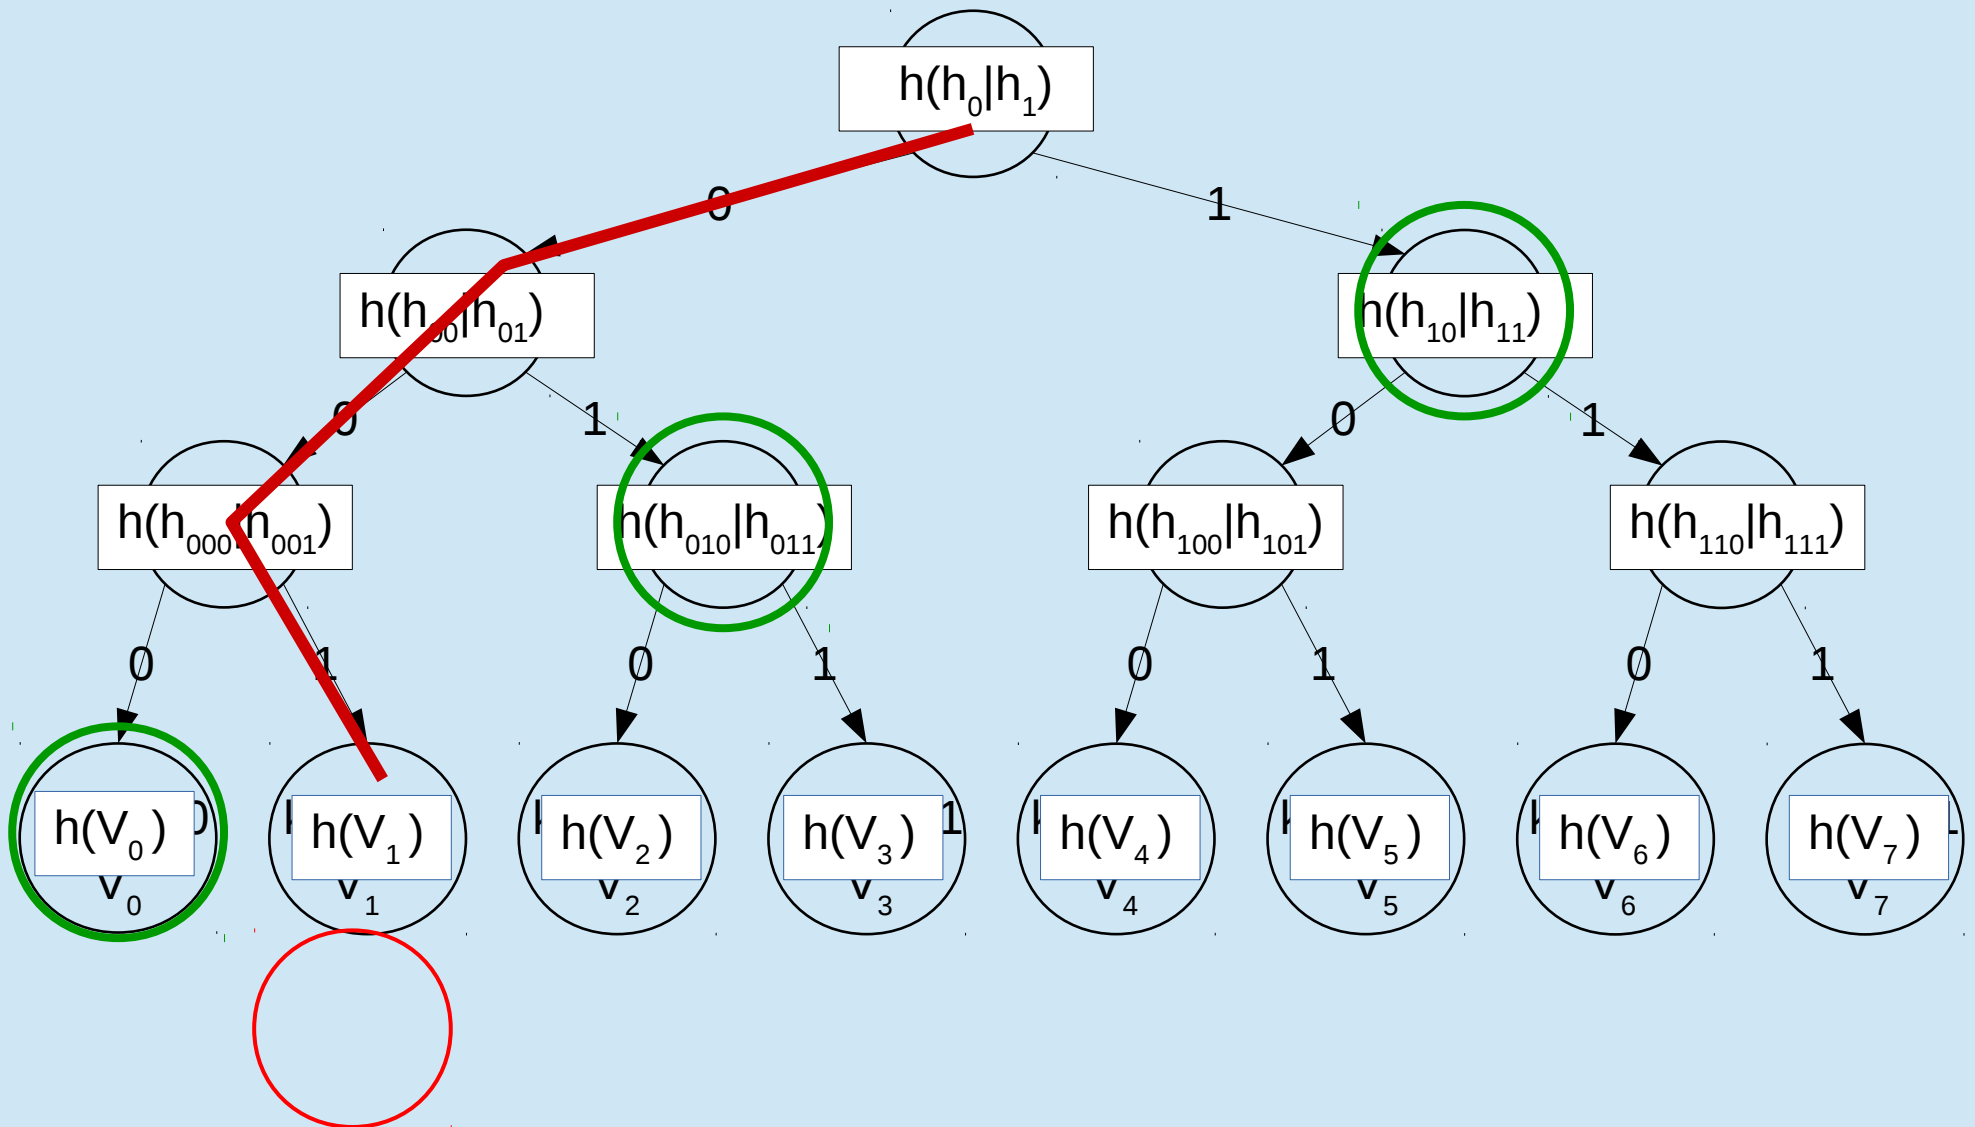 h(h₀|h₁)
0 1
h(h₀₀|h₀₁) h(h₁₀|h₁₁)
0 1 0 1
h(h₀₀₀|h₀₀₁) h(h₀₁₀|h₀₁₁) h(h₁₀₀|h₁₀₁) h(h₁₁₀|h₁₁₁)
0 1 0 1 0 1 0 1
h(V₀) h(V₁) h(V₂) h(V₃) h(V₄) h(V₅) h(V₆) h(V₇)
V₀ V₁ V₂ V₃ V₄ V₅ V₆ V₇